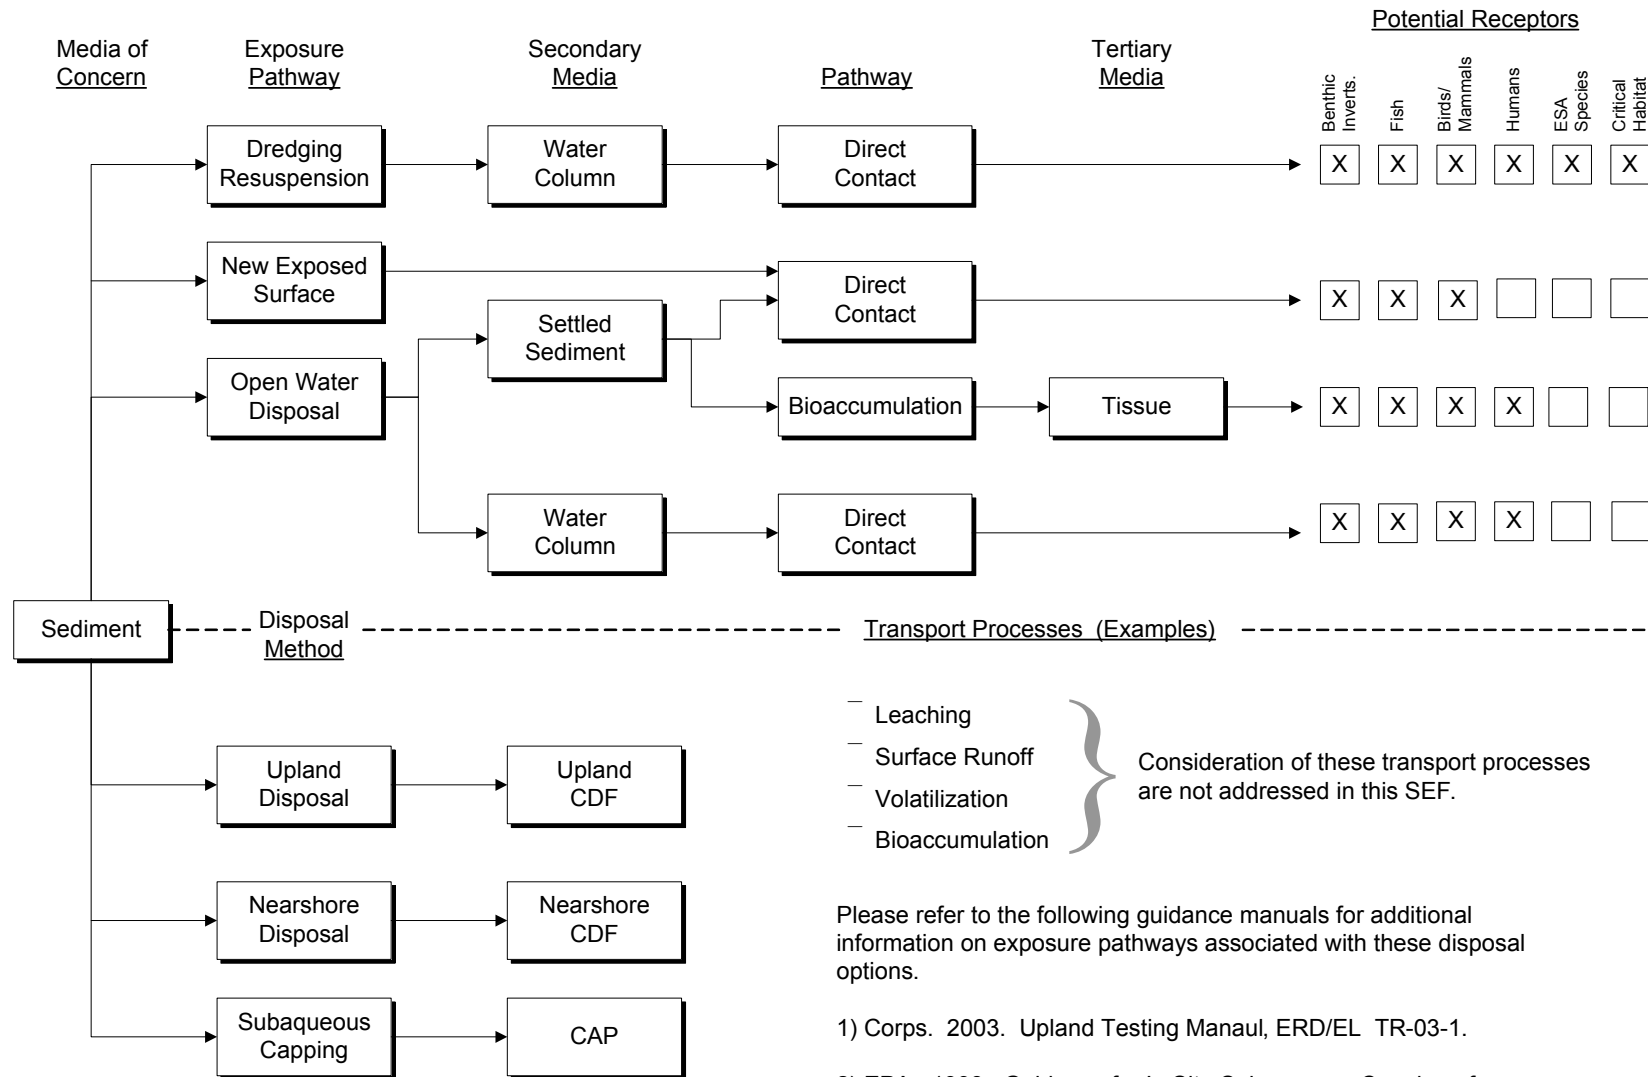 Potential Receptors
Media of
Concern
Exposure
Pathway
Secondary
Media
Pathway
Tertiary
Media
Benthic
Inverts.
Fish
Birds/
Mammals
Humans
ESA
Species
Critical
Habitat
Dredging
Resuspension
Water
Column
Direct
Contact
X X X X X X
New Exposed
Surface
Settled
Sediment
Direct
Contact
X X X
Open Water
Disposal
Bioaccumulation
Tissue
X X X X
Water
Column
Direct
Contact
X X X X
Sediment
Disposal
Method
Transport Processes (Examples)
Leaching
Surface Runoff
Volatilization
Bioaccumulation
Consideration of these transport processes
are not addressed in this SEF.
Upland
Disposal
Upland
CDF
Nearshore
Disposal
Nearshore
CDF
Subaqueous
Capping
CAP
Please refer to the following guidance manuals for additional
information on exposure pathways associated with these disposal
options.
1) Corps. 2003. Upland Testing Manaul, ERD/EL TR-03-1.